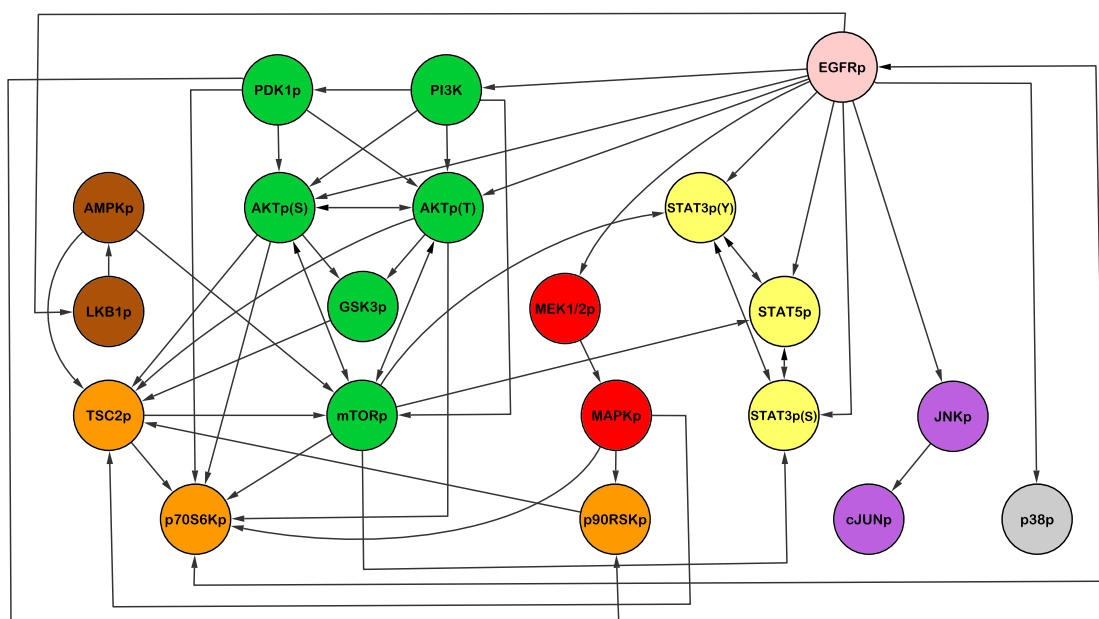 EGFRp
PDK1p
PI3K
AMPKp
AKTp(S)
AKTp(T)
STAT3p(Y)
LKB1p
GSK3p
MEK1/2p
STAT5p
TSC2p
mTORp
MAPKp
STAT3p(S)
JNKp
p70S6Kp
p90RSKp
cJUNp
p38p